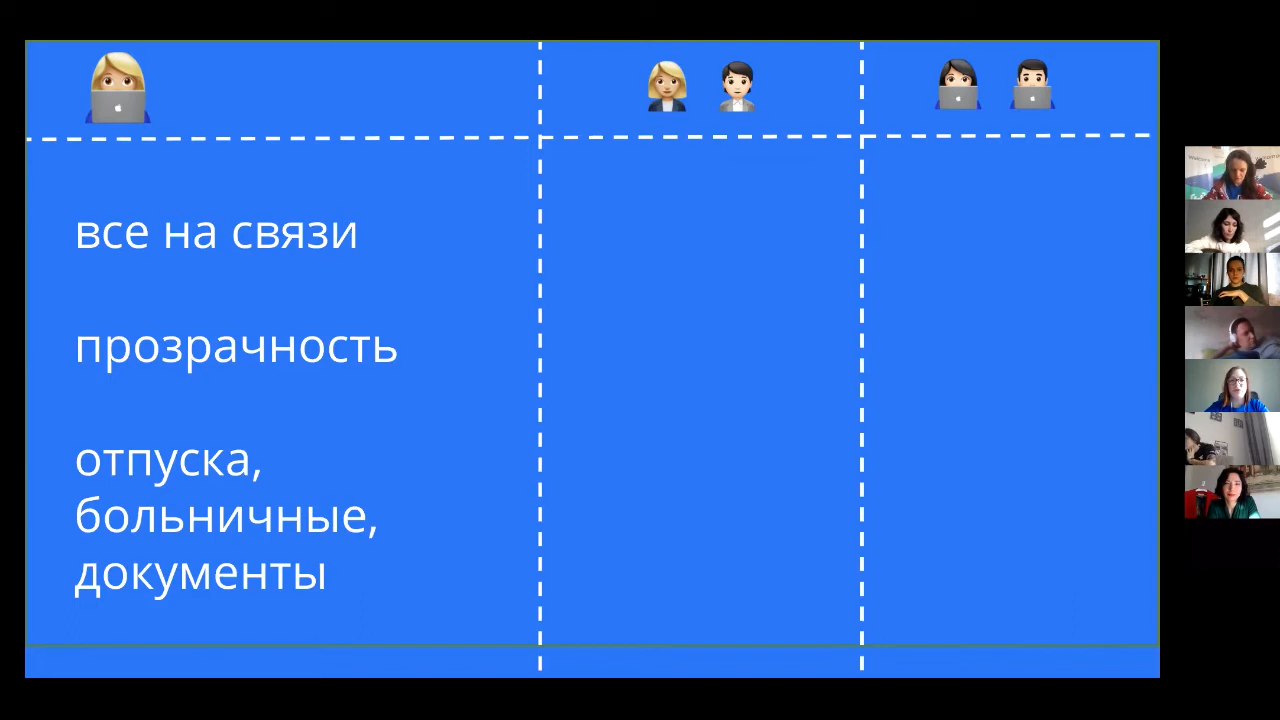 все на связи
прозрачность
отпуска,
больничные,
документы